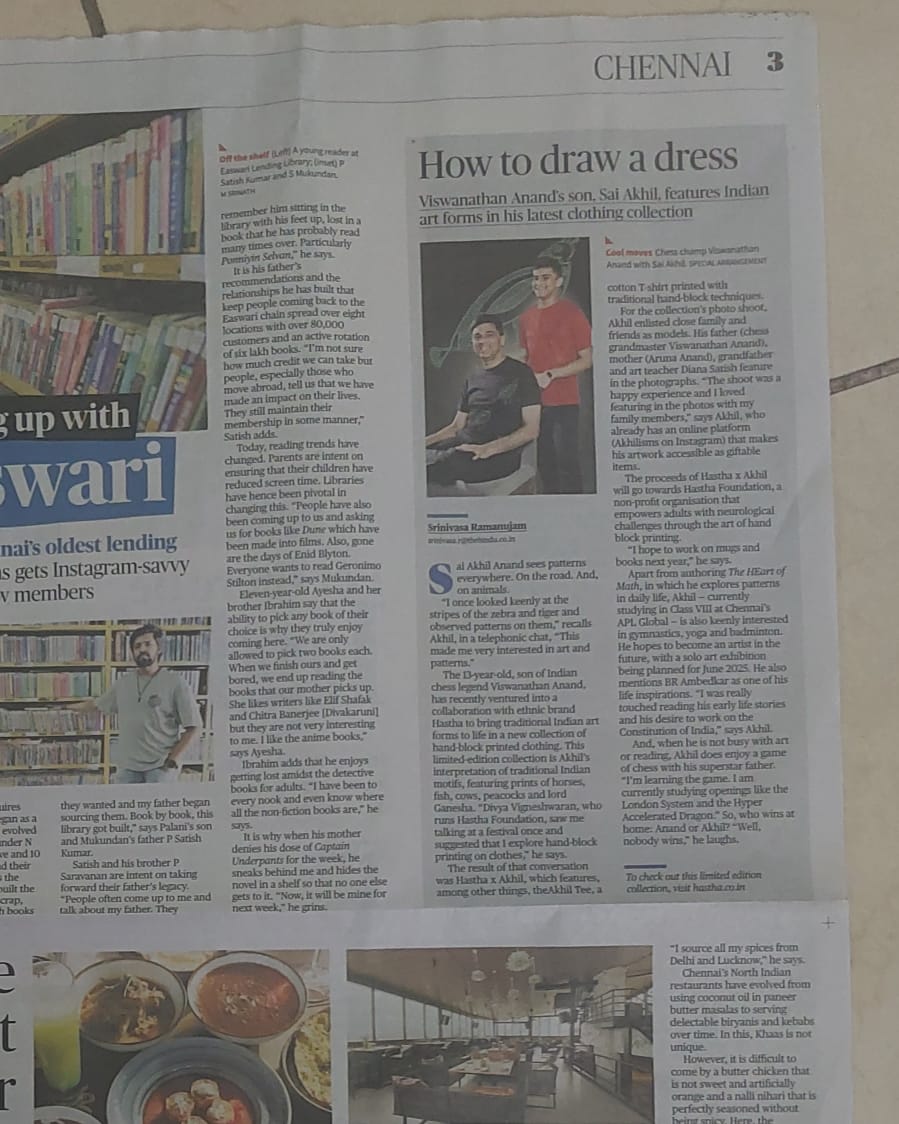 CHENNAI 3
Off the shelf (Left) A young reader at
Easwari Lending Library; (inset) P
Satish Kumar and S Mukundan.
M SRINATH
remember him sitting in the
library with his feet up, lost in a
book that he has probably read
many times over. Particularly
Ponniyin Selvan," he says.
It is his father's
recommendations and the
relationships he has built that
keep people coming back to the
Easwari chain spread over eight
locations with over 80,000
customers and an active rotation
of six lakh books. "I'm not sure
how much credit we can take but
people, especially those who
move abroad, tell us that we have
made an impact on their lives.
They still maintain their
membership in some manner,"
Satish adds.
Today, reading trends have
changed. Parents are intent on
ensuring that their children have
reduced screen time. Libraries
have hence been pivotal in
changing this. "People have also
been coming up to us and asking
us for books like Dune which have
been made into films. Also, gone
are the days of Enid Blyton.
Everyone wants to read Geronimo
Stilton instead," says Mukundan.
Eleven-year-old Ayesha and her
brother Ibrahim say that the
ability to pick any book of their
choice is why they truly enjoy
coming here. "We are only
allowed to pick two books each.
When we finish ours and get
bored, we end up reading the
books that our mother picks up.
She likes writers like Elif Shafak
and Chitra Banerjee [Divakaruni]
but they are not very interesting
to me. I like the anime books,"
says Ayesha.
Ibrahim adds that he enjoys
getting lost amidst the detective
books for adults. "I have been to
every nook and even know where
all the non-fiction books are," he
says.
It is why when his mother
denies his dose of Captain
Underpants for the week, he
sneaks behind me and hides the
novel in a shelf so that no one else
gets to it. "Now, it will be mine for
next week," he grins.
g up with
swari
nai's oldest lending
s gets Instagram-savvy
v members
uires
gan as a
evolved
nder N
ve and 10
d their
s the
built the
crap,
h books
they wanted and my father began
sourcing them. Book by book, this
library got built," says Palani's son
and Mukundan's father P Satish
Kumar.
Satish and his brother P
Saravanan are intent on taking
forward their father's legacy.
"People often come up to me and
talk about my father. They
How to draw a dress
Viswanathan Anand's son, Sai Akhil, features Indian
art forms in his latest clothing collection
Cool moves Chess champ Viswanathan
Anand with Sai Akhil. SPECIAL ARRANGEMENT
Srinivasa Ramanujam
srinivasa.r@thehindu.co.in
Sai Akhil Anand sees patterns
everywhere. On the road. And,
on animals.
"I once looked keenly at the
stripes of the zebra and tiger and
observed patterns on them," recalls
Akhil, in a telephonic chat, "This
made me very interested in art and
patterns."
The 13-year-old, son of Indian
chess legend Viswanathan Anand,
has recently ventured into a
collaboration with ethnic brand
Hastha to bring traditional Indian art
forms to life in a new collection of
hand-block printed clothing. This
limited-edition collection is Akhil's
interpretation of traditional Indian
motifs, featuring prints of horses,
fish, cows, peacocks and lord
Ganesha. "Divya Vigneshwaran, who
runs Hastha Foundation, saw me
talking at a festival once and
suggested that I explore hand-block
printing on clothes," he says.
The result of that conversation
was Hastha x Akhil, which features,
among other things, theAkhil Tee, a
cotton T-shirt printed with
traditional hand-block techniques.
For the collection's photo shoot,
Akhil enlisted close family and
friends as models. His father (chess
grandmaster Viswanathan Anand),
mother (Aruna Anand), grandfather
and art teacher Diana Satish feature
in the photographs. "The shoot was a
happy experience and I loved
featuring in the photos with my
family members," says Akhil, who
already has an online platform
(Akhilisms on Instagram) that makes
his artwork accessible as giftable
items.
The proceeds of Hastha x Akhil
will go towards Hastha Foundation, a
non-profit organisation that
empowers adults with neurological
challenges through the art of hand
block printing.
"I hope to work on mugs and
books next year," he says.
Apart from authoring The HEart of
Math, in which he explores patterns
in daily life, Akhil – currently
studying in Class VIII at Chennai's
APL Global – is also keenly interested
in gymnastics, yoga and badminton.
He hopes to become an artist in the
future, with a solo art exhibition
being planned for June 2025. He also
mentions BR Ambedkar as one of his
life inspirations. "I was really
touched reading his early life stories
and his desire to work on the
Constitution of India," says Akhil.
And, when he is not busy with art
or reading, Akhil does enjoy a game
of chess with his superstar father.
"I'm learning the game. I am
currently studying openings like the
London System and the Hyper
Accelerated Dragon." So, who wins at
home: Anand or Akhil? "Well,
nobody wins," he laughs.
To check out this limited edition
collection, visit hastha.co.in
e
t
r
"I source all my spices from
Delhi and Lucknow," he says.
Chennai's North Indian
restaurants have evolved from
using coconut oil in paneer
butter masalas to serving
delectable biryanis and kebabs
over time. In this, Khaas is not
unique.
However, it is difficult to
come by a butter chicken that
is not sweet and artificially
orange and a nalli nihari that is
perfectly seasoned without
being spicy. Here, the